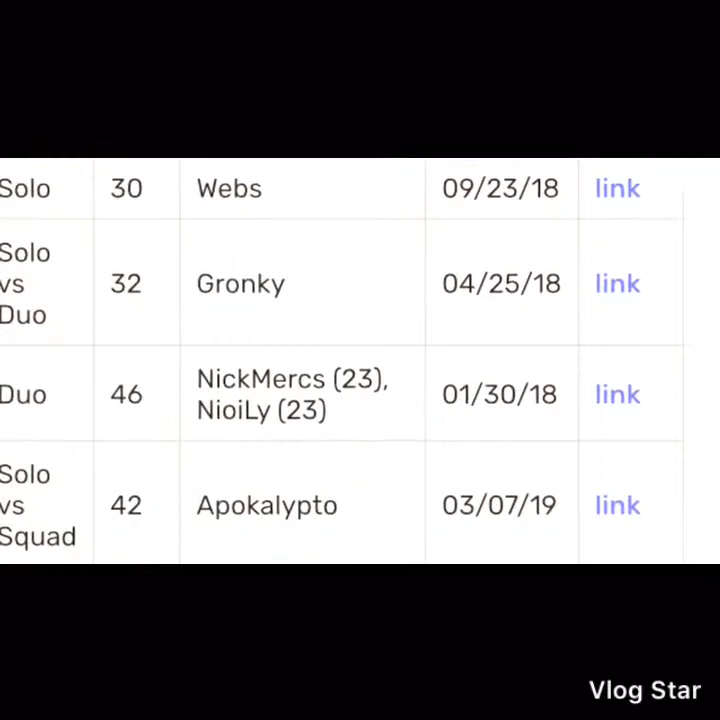 Solo 30 Webs 09/23/18 link
Solo
vs
Duo
32 Gronky 04/25/18 link
Duo 46 NickMercs (23),
NioiLy (23)
01/30/18 link
Solo
vs
Squad
42 Apokalypto 03/07/19 link
Vlog Star